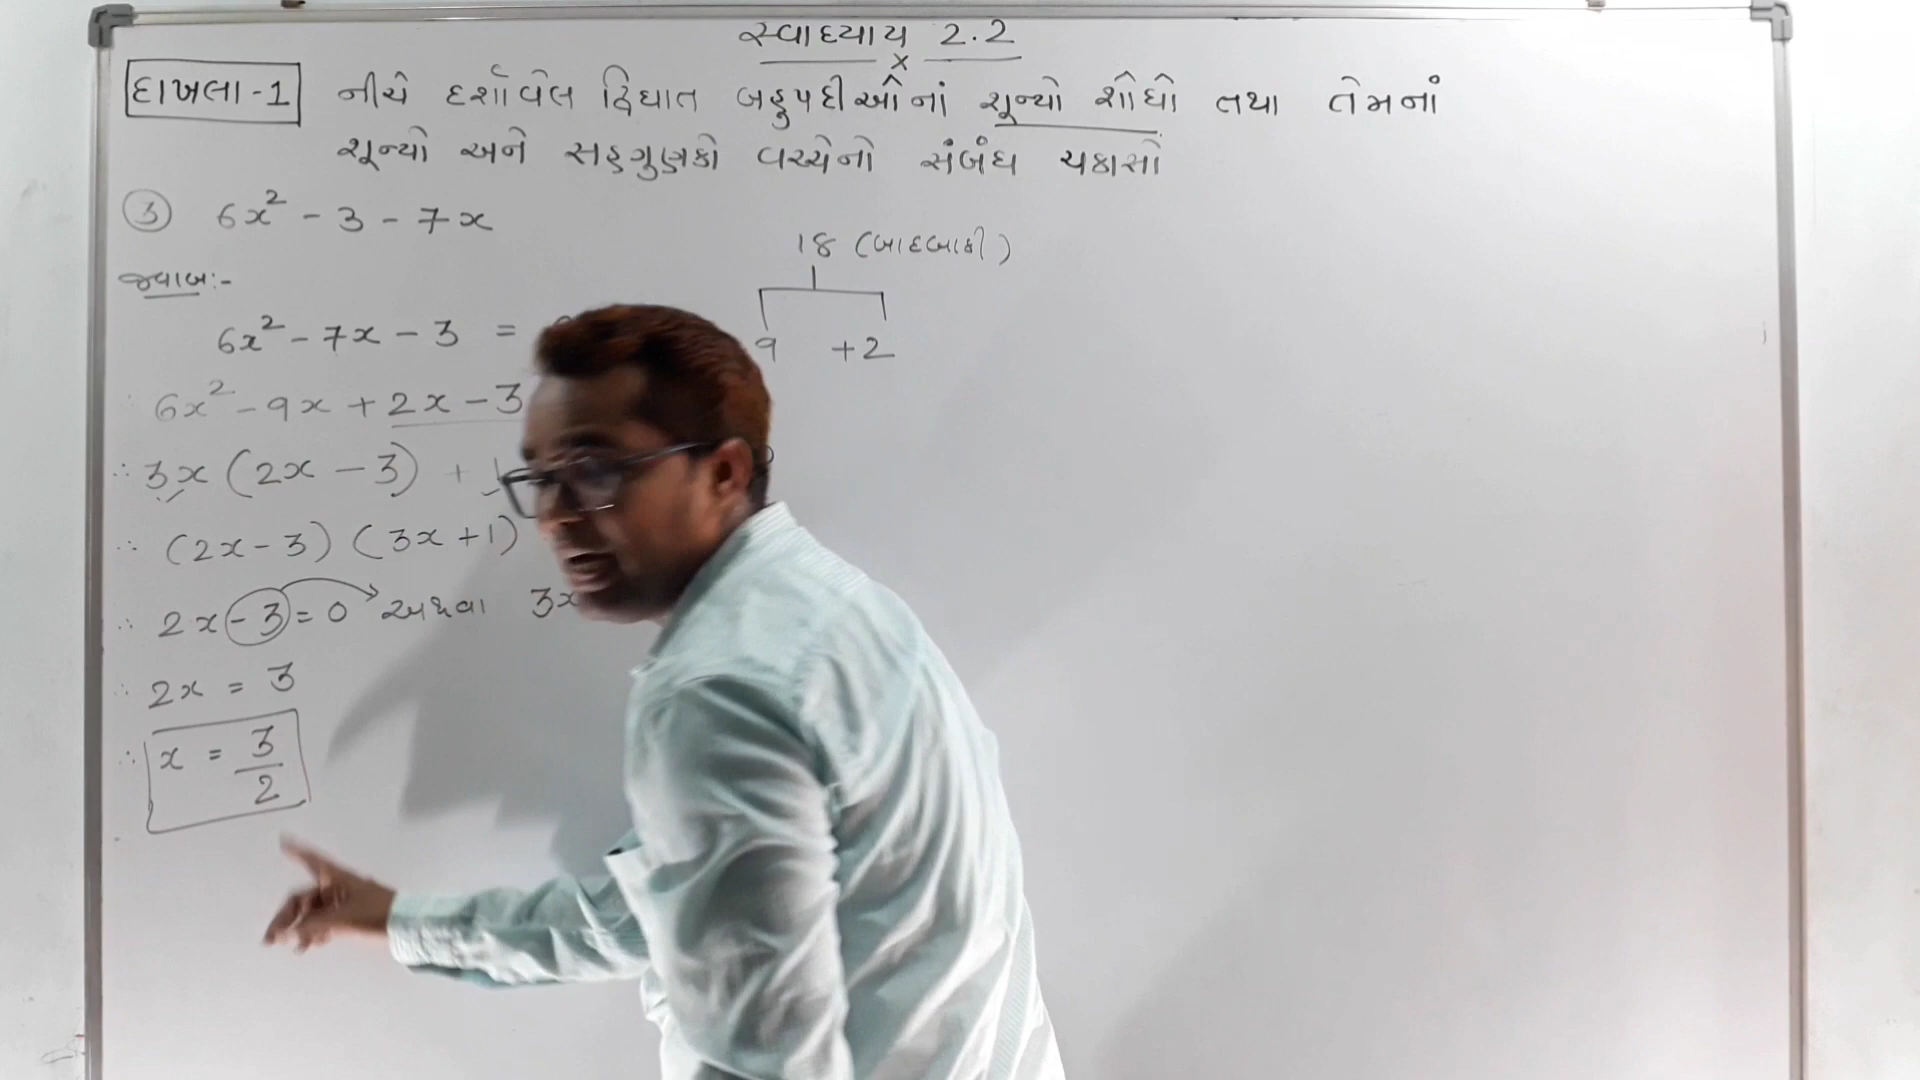 સ્વાધ્યાય 2.2
x
દાખલા-1 નીચે દર્શાવેલ દ્વિઘાત બહુપદીઓનાં શૂન્યો શોધો તથા તેમનાં
શૂન્યો અને સહગુણકો વચ્ચેનો સંબંધ ચકાસો
③ 6x² - 3 - 7x
જવાબ:-
18 (બાદબાકી)
9 +2
6x² - 7x - 3 =
6x² - 9x + 2x - 3
∴ 3x (2x - 3) + 1
∴ (2x - 3) (3x + 1)
∴ 2x - 3 = 0 અથવા 3x
∴ 2x = 3
∴ x = 3/2